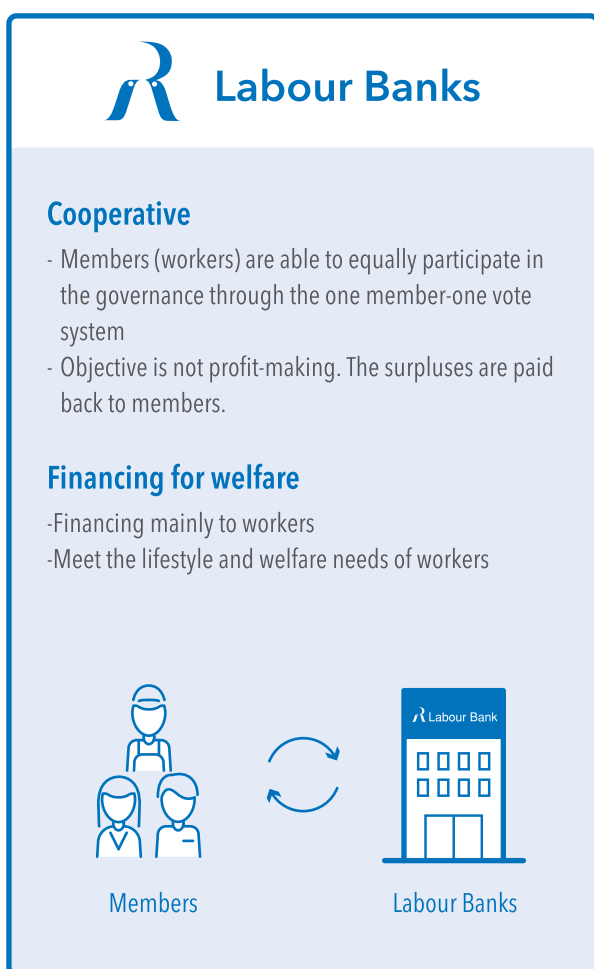 Labour Banks
Cooperative
- Members (workers) are able to equally participate in
the governance through the one member-one vote
system
- Objective is not profit-making. The surpluses are paid
back to members.
Financing for welfare
-Financing mainly to workers
-Meet the lifestyle and welfare needs of workers
Labour Bank
Members
Labour Banks